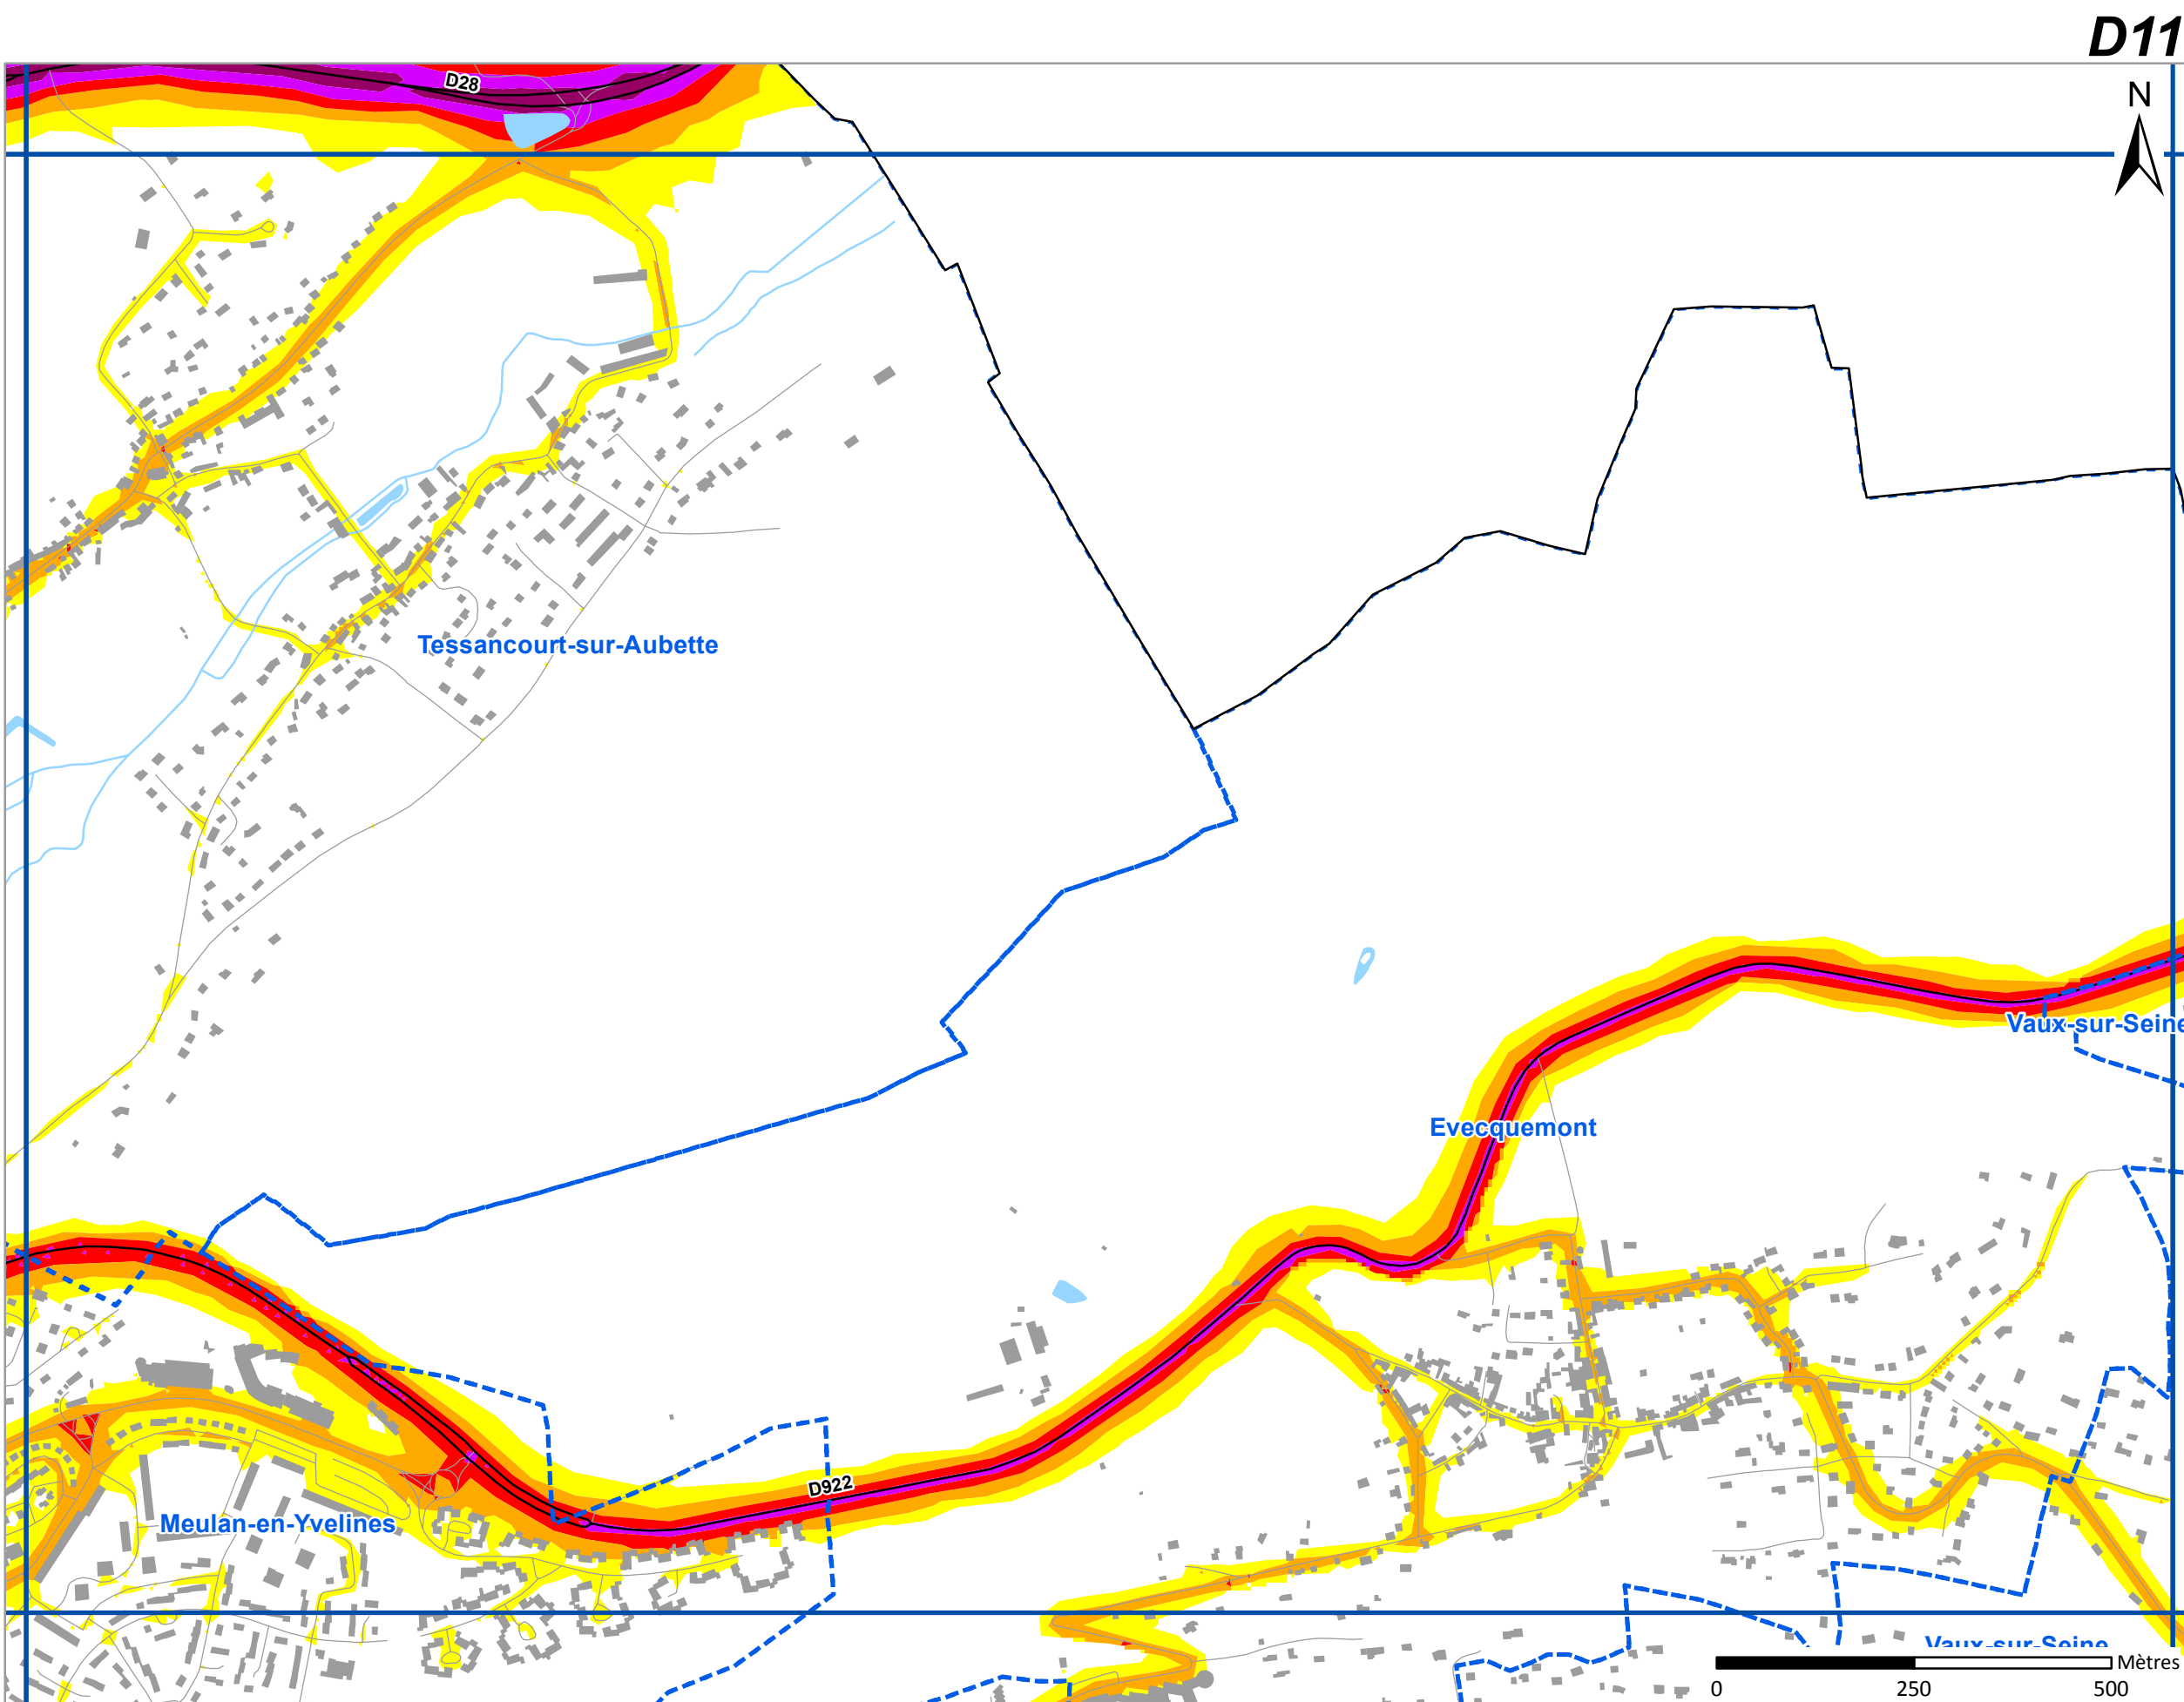 D11
D28
N
Tessancourt-sur-Aubette
Vaux-sur-Seine
Evecquemont
D922
Meulan-en-Yvelines
Vaux-sur-Seine
Mètres
0 250 500